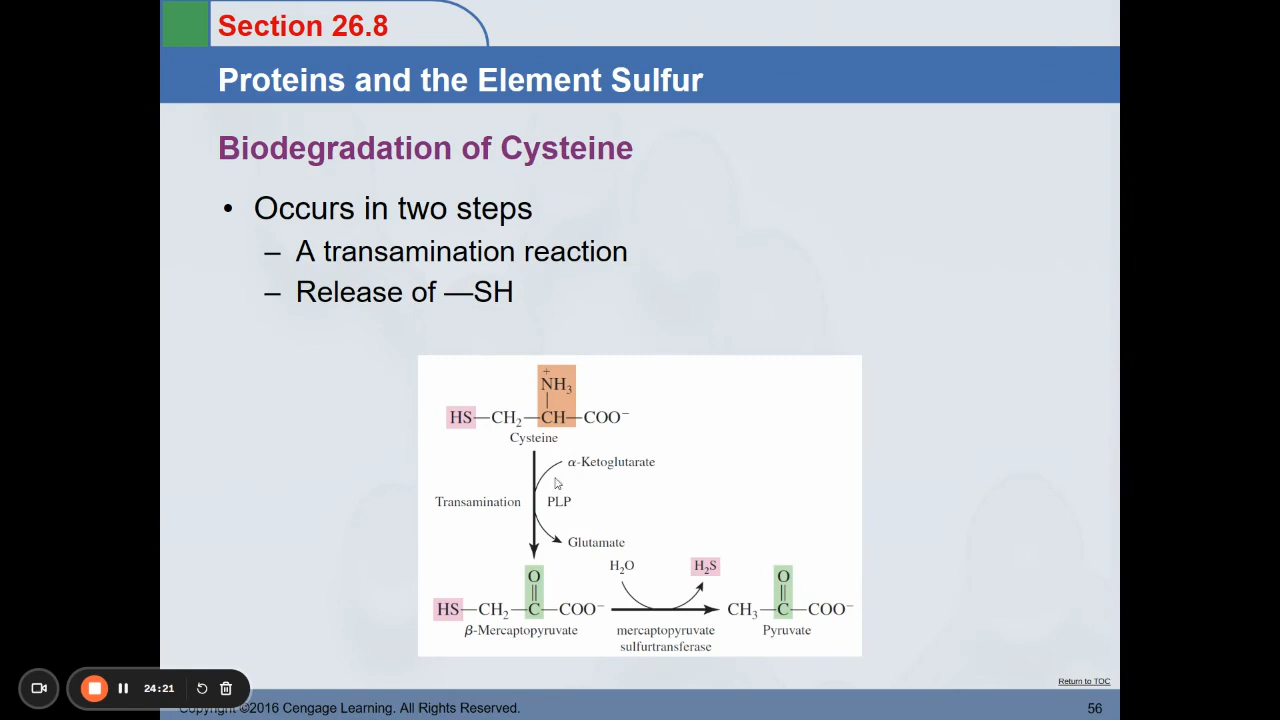 Section 26.8
Proteins and the Element Sulfur
Biodegradation of Cysteine
• Occurs in two steps
– A transamination reaction
– Release of —SH
+
NH3
HS—CH2—CH—COO−
Cysteine
α-Ketoglutarate
Transamination PLP
Glutamate
H2O H2S
O O
HS—CH2—C—COO− CH3—C—COO−
β-Mercaptopyruvate mercaptopyruvate Pyruvate
sulfurtransferase
Return to TOC
24:21
Copyright ©2016 Cengage Learning. All Rights Reserved. 56